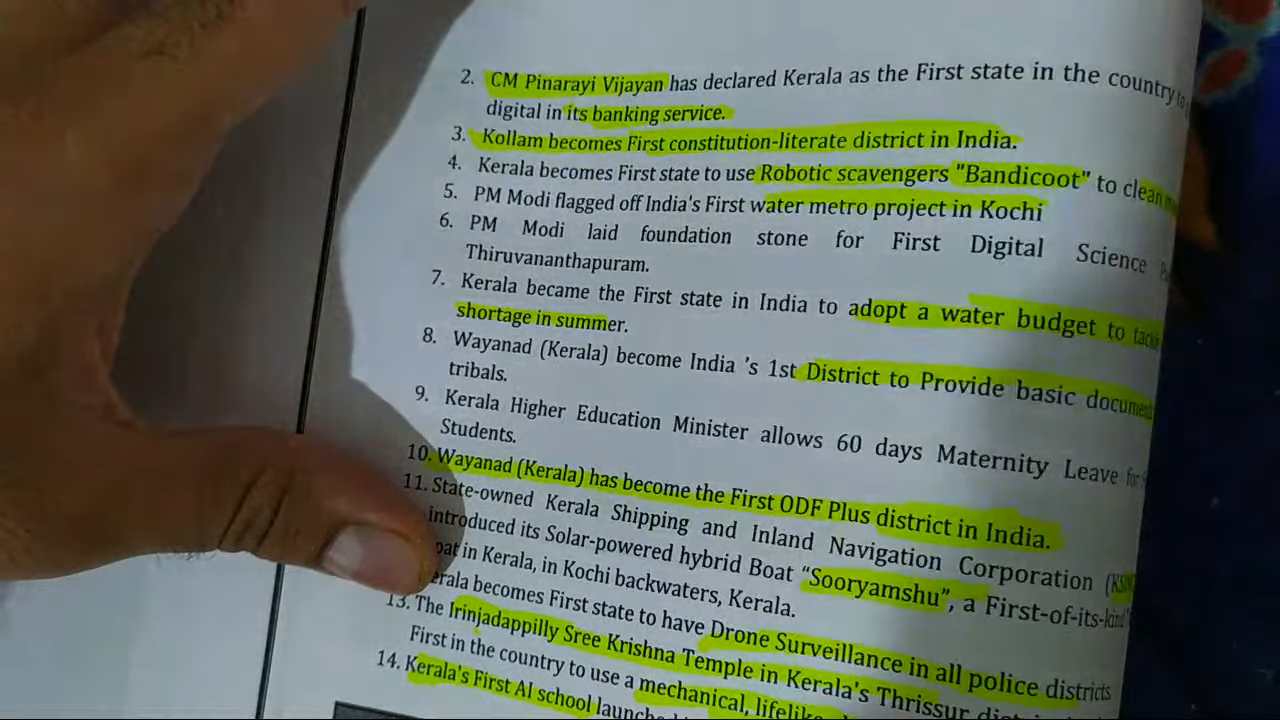 2. CM Pinarayi Vijayan has declared Kerala as the First state in the country to
digital in its banking service.
3. Kollam becomes First constitution-literate district in India.
4. Kerala becomes First state to use Robotic scavengers "Bandicoot" to clean
5. PM Modi flagged off India's First water metro project in Kochi
6. PM Modi laid foundation stone for First Digital Science
Thiruvananthapuram.
7. Kerala became the First state in India to adopt a water budget to
shortage in summer.
8. Wayanad (Kerala) become India 's 1st District to Provide basic
tribals.
9. Kerala Higher Education Minister allows 60 days Maternity Leave for
Students.
10. Wayanad (Kerala) has become the First ODF Plus district in India.
11. State-owned Kerala Shipping and Inland Navigation Corporation
introduced its Solar-powered hybrid Boat “Sooryamshu”, a First-of-its-kind
in Kerala, in Kochi backwaters, Kerala.
becomes First state to have Drone Surveillance in all police districts
13. The Irinjadappilly Sree Krishna Temple in Kerala's Thrissur
First in the country to use a mechanical,
14. Kerala's First AI school